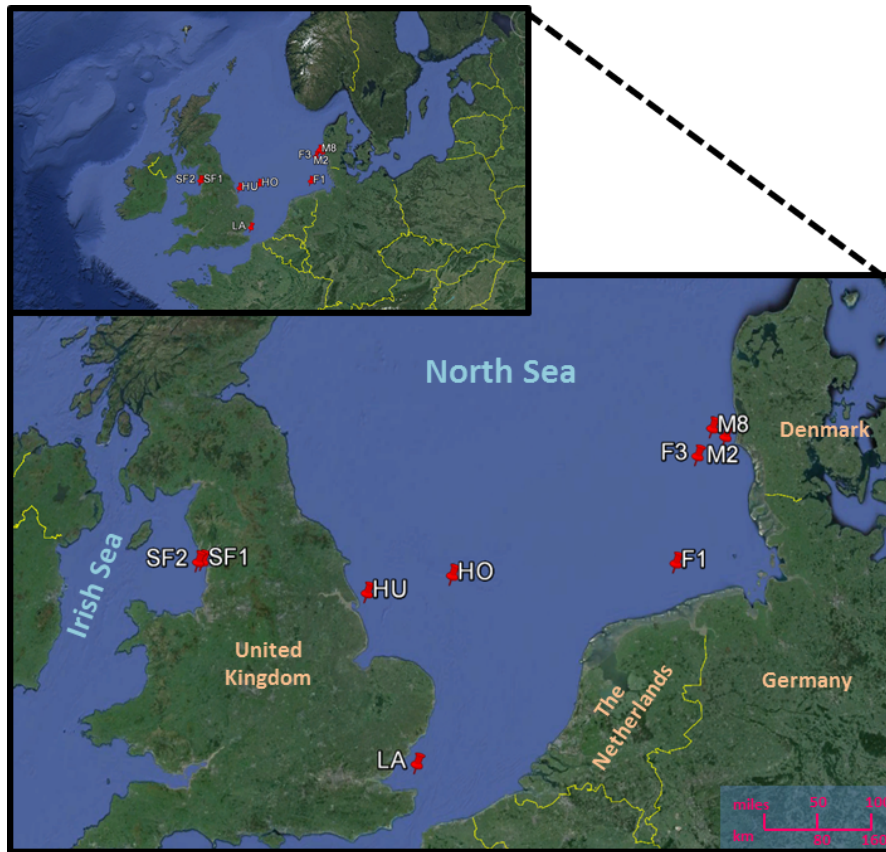 F3 M8
M2
SF2 SF1
HU HO
F1
LA
North Sea
M8
Denmark
F3 M2
Irish Sea
SF2 SF1
F1
HO
HU
United
Kingdom
The
Netherlands
Germany
LA
miles 50 100
km 80 160